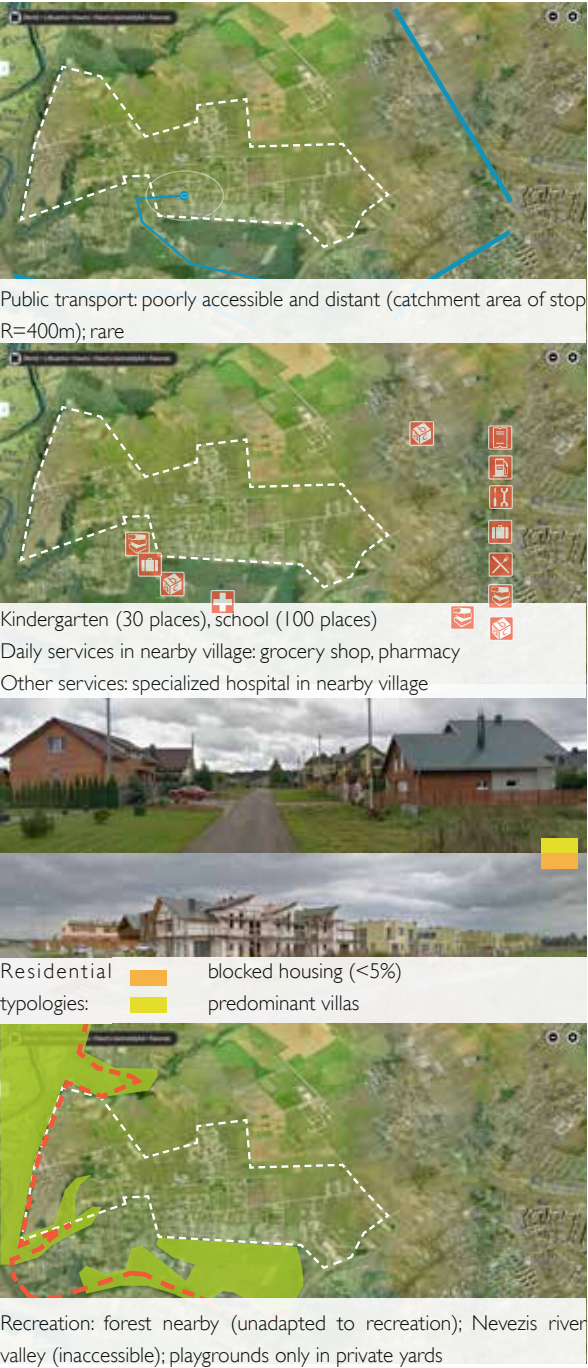 Public transport: poorly accessible and distant (catchment area of stop
R=400m); rare
Kindergarten (30 places), school (100 places)
Daily services in nearby village: grocery shop, pharmacy
Other services: specialized hospital in nearby village
Residential
typologies:
blocked housing (<5%)
predominant villas
Recreation: forest nearby (unadapted to recreation); Nevezis river
valley (inaccessible); playgrounds only in private yards